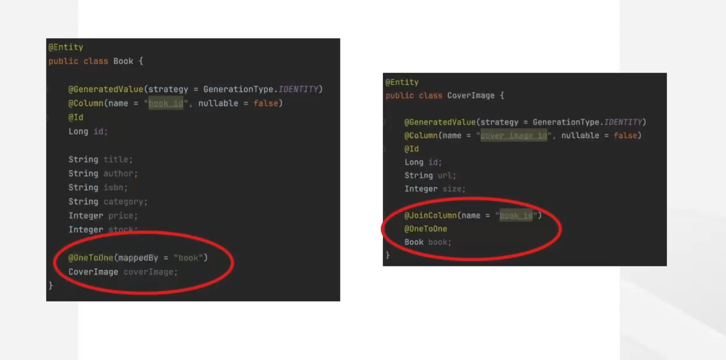 @Entity
public class Book {
@GeneratedValue(strategy = GenerationType.IDENTITY)
@Column(name = "book_id", nullable = false)
@Id
Long id;
String title;
String author;
String isbn;
String category;
Integer price;
Integer stock;
@OneToOne(mappedBy = "book")
CoverImage coverImage;
}
@Entity
public class CoverImage {
@GeneratedValue(strategy = GenerationType.IDENTITY)
@Column(name = "cover_image_id", nullable = false)
@Id
Long id;
String url;
Integer size;
@JoinColumn(name = "book_id")
@OneToOne
Book book;
}